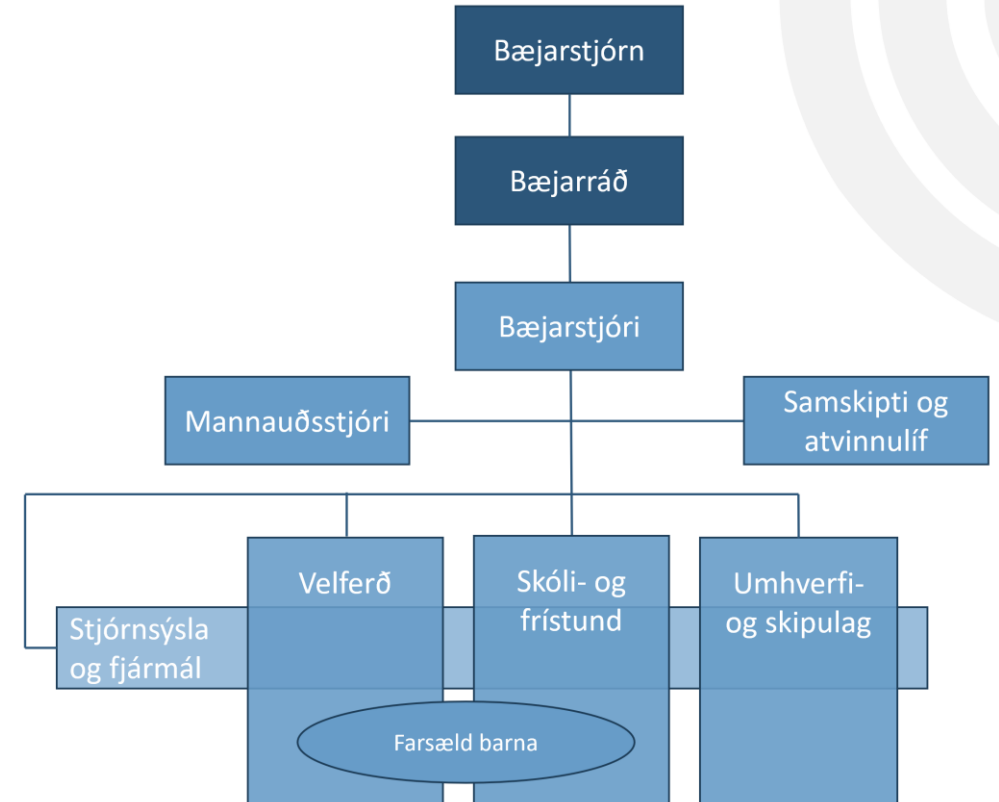 Bæjarstjórn
Bæjarráð
Bæjarstjóri
Mannauðsstjóri
Samskipti og
atvinnulíf
Velferð
Skóli- og
frístund
Umhverfi-
og skipulag
Stjórnsýsla
og fjármál
Farsæld barna